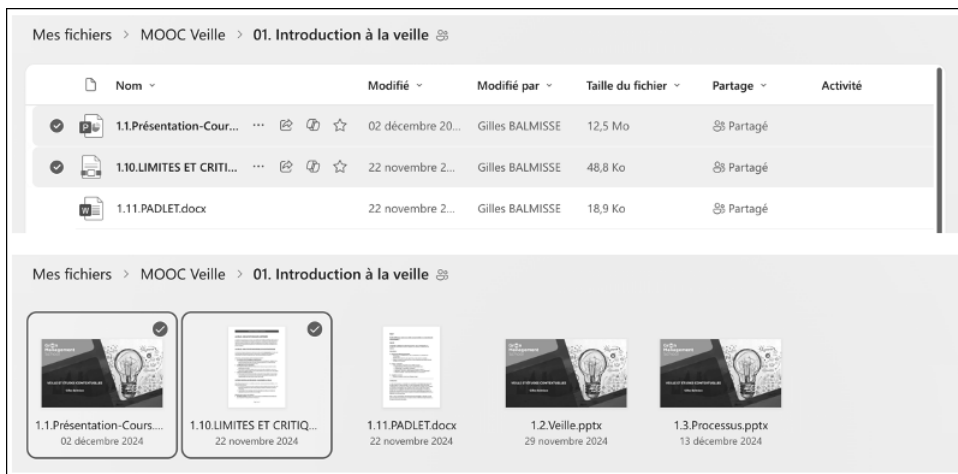 Mes fichiers > MOOC Veille > 01. Introduction à la veille
Nom Modifié Modifié par Taille du fichier Partage Activité
1.1.Présentation-Cour... ··· 02 décembre 20... Gilles BALMISSE 12,5 Mo Partagé
1.10.LIMITES ET CRITI... ··· 22 novembre 2... Gilles BALMISSE 48,8 Ko Partagé
1.11.PADLET.docx 22 novembre 2... Gilles BALMISSE 18,9 Ko Partagé
Mes fichiers > MOOC Veille > 01. Introduction à la veille
1.1.Présentation-Cours.... 1.10.LIMITES ET CRITIQ... 1.11.PADLET.docx 1.2.Veille.pptx 1.3.Processus.pptx
02 décembre 2024 22 novembre 2024 22 novembre 2024 29 novembre 2024 13 décembre 2024